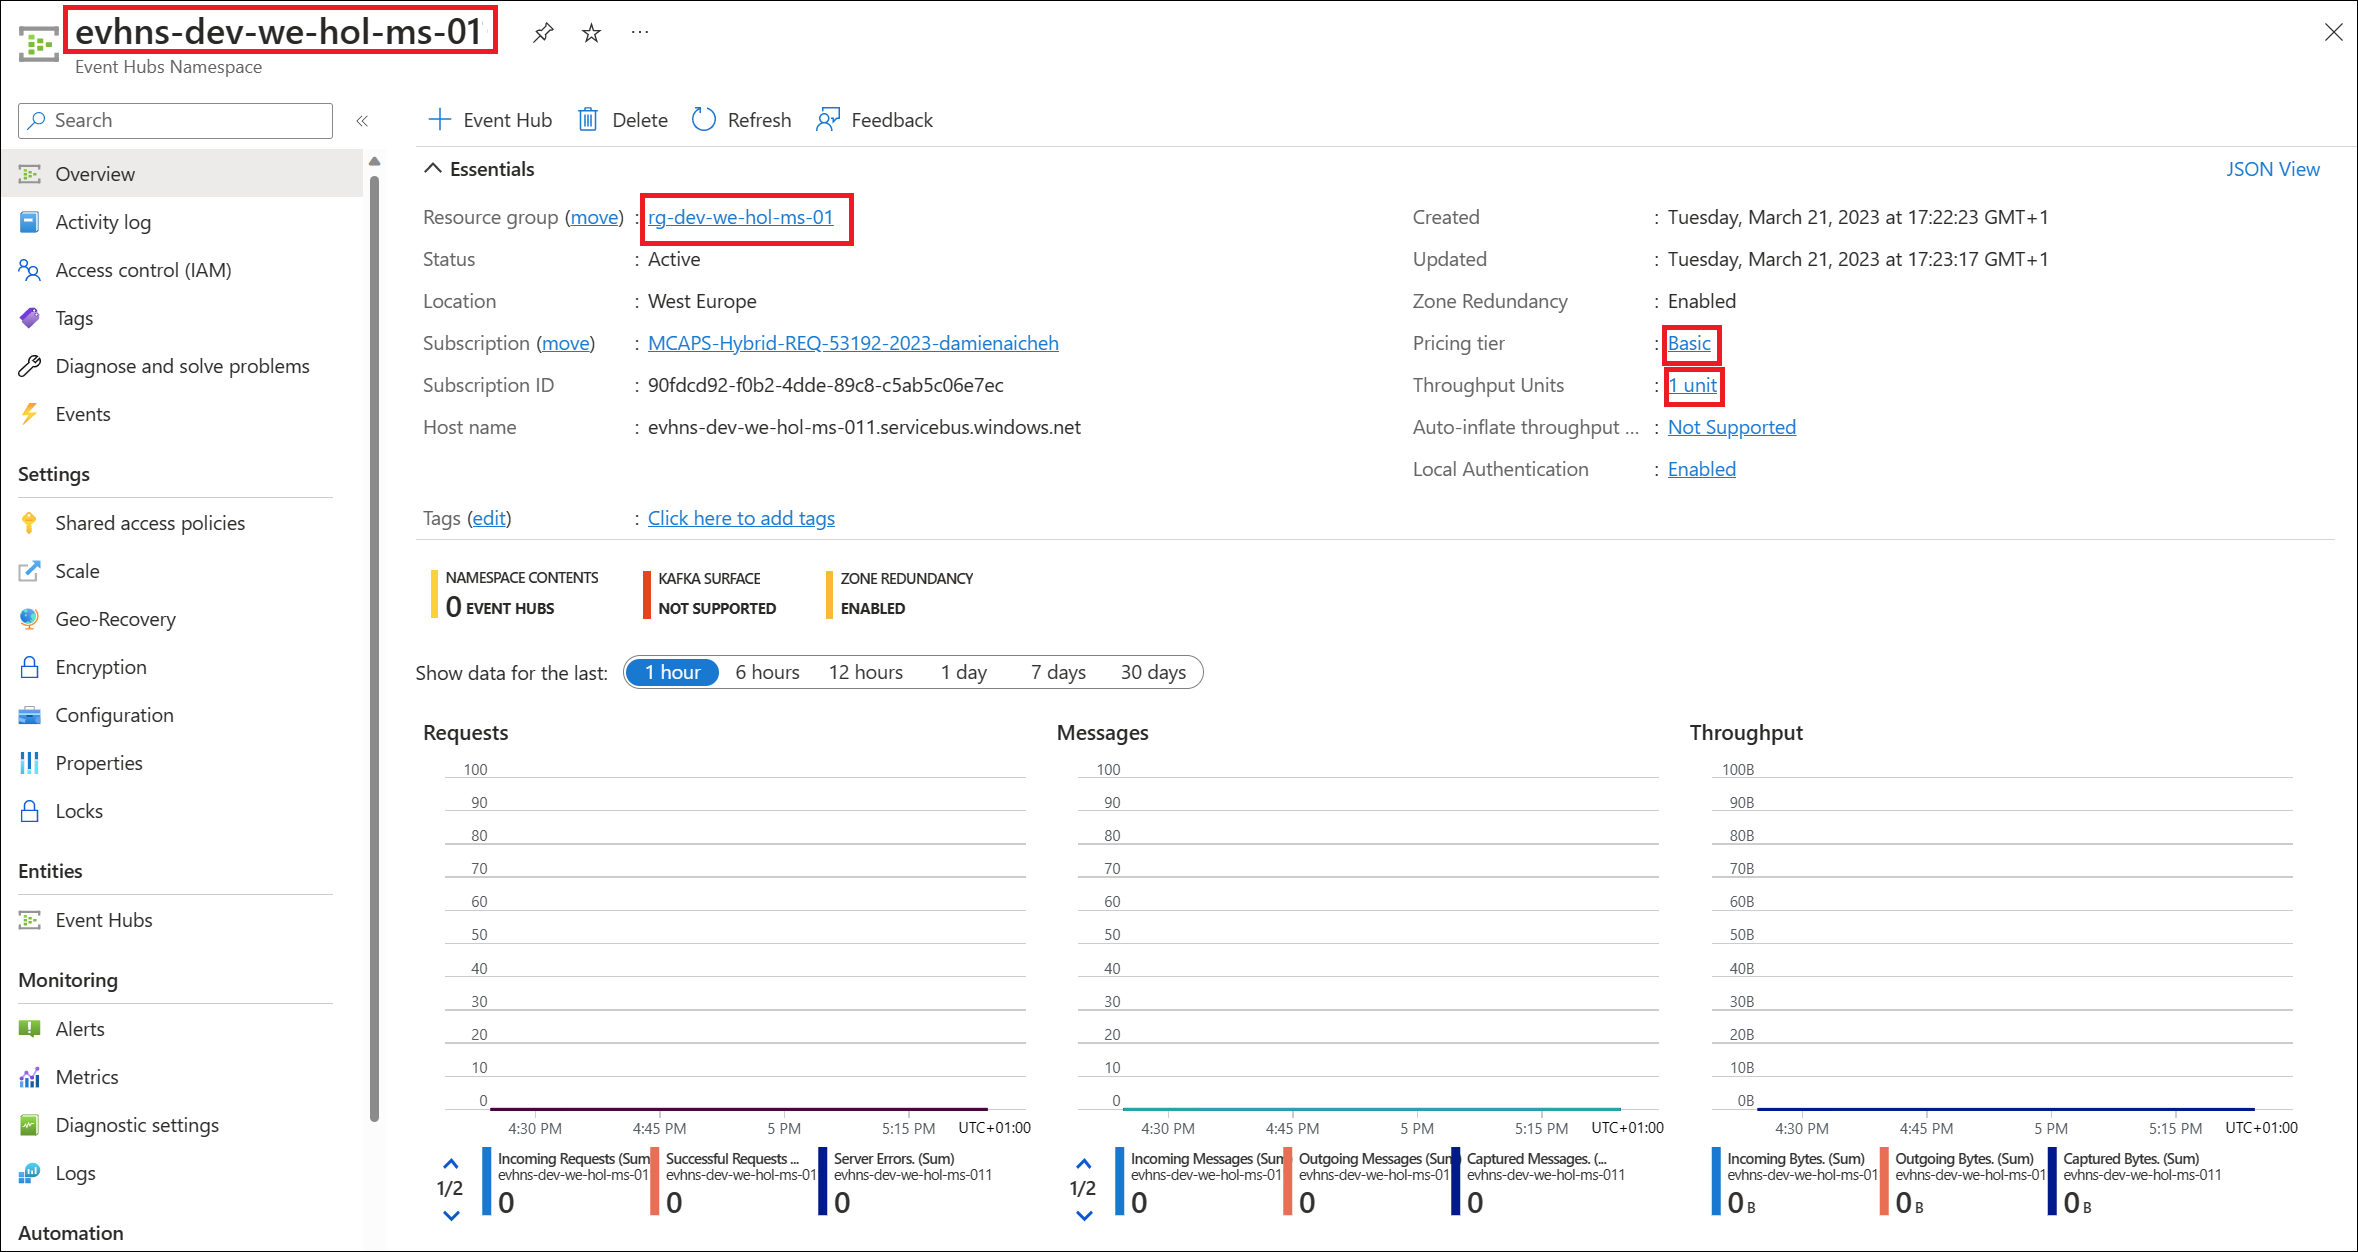 evhns-dev-we-hol-ms-01
Event Hubs Namespace
Search
«
Event Hub Delete Refresh Feedback
Overview
Activity log
Access control (IAM)
Tags
Diagnose and solve problems
Events
Settings
Shared access policies
Scale
Geo-Recovery
Encryption
Configuration
Properties
Locks
Entities
Event Hubs
Monitoring
Alerts
Metrics
Diagnostic settings
Logs
Automation
Essentials
JSON View
Resource group (move) : rg-dev-we-hol-ms-01
Status : Active
Location : West Europe
Subscription (move) : MCAPS-Hybrid-REQ-53192-2023-damienaicheh
Subscription ID : 90fdcd92-f0b2-4dde-89c8-c5ab5c06e7ec
Host name : evhns-dev-we-hol-ms-011.servicebus.windows.net
Created : Tuesday, March 21, 2023 at 17:22:23 GMT+1
Updated : Tuesday, March 21, 2023 at 17:23:17 GMT+1
Zone Redundancy : Enabled
Pricing tier : Basic
Throughput Units : 1 unit
Auto-inflate throughput ... : Not Supported
Local Authentication : Enabled
Tags (edit) : Click here to add tags
NAMESPACE CONTENTS
0 EVENT HUBS
KAFKA SURFACE
NOT SUPPORTED
ZONE REDUNDANCY
ENABLED
Show data for the last: 1 hour 6 hours 12 hours 1 day 7 days 30 days
Requests
100
90
80
70
60
50
40
30
20
10
0
4:30 PM 4:45 PM 5 PM 5:15 PM UTC+01:00
1/2
Incoming Requests (Sum
evhns-dev-we-hol-ms-01
0
Successful Requests ...
evhns-dev-we-hol-ms-01
0
Server Errors. (Sum)
evhns-dev-we-hol-ms-011
0
Messages
100
90
80
70
60
50
40
30
20
10
0
4:30 PM 4:45 PM 5 PM 5:15 PM UTC+01:00
1/2
Incoming Messages (Sum
evhns-dev-we-hol-ms-01
0
Outgoing Messages (Sum)
evhns-dev-we-hol-ms-01
0
Captured Messages. (...
evhns-dev-we-hol-ms-011
0
Throughput
100B
90B
80B
70B
60B
50B
40B
30B
20B
10B
0B
4:30 PM 4:45 PM 5 PM 5:15 PM UTC+01:00
Incoming Bytes. (Sum)
evhns-dev-we-hol-ms-01
0 B
Outgoing Bytes. (Sum)
evhns-dev-we-hol-ms-01
0 B
Captured Bytes. (Sum)
evhns-dev-we-hol-ms-011
0 B